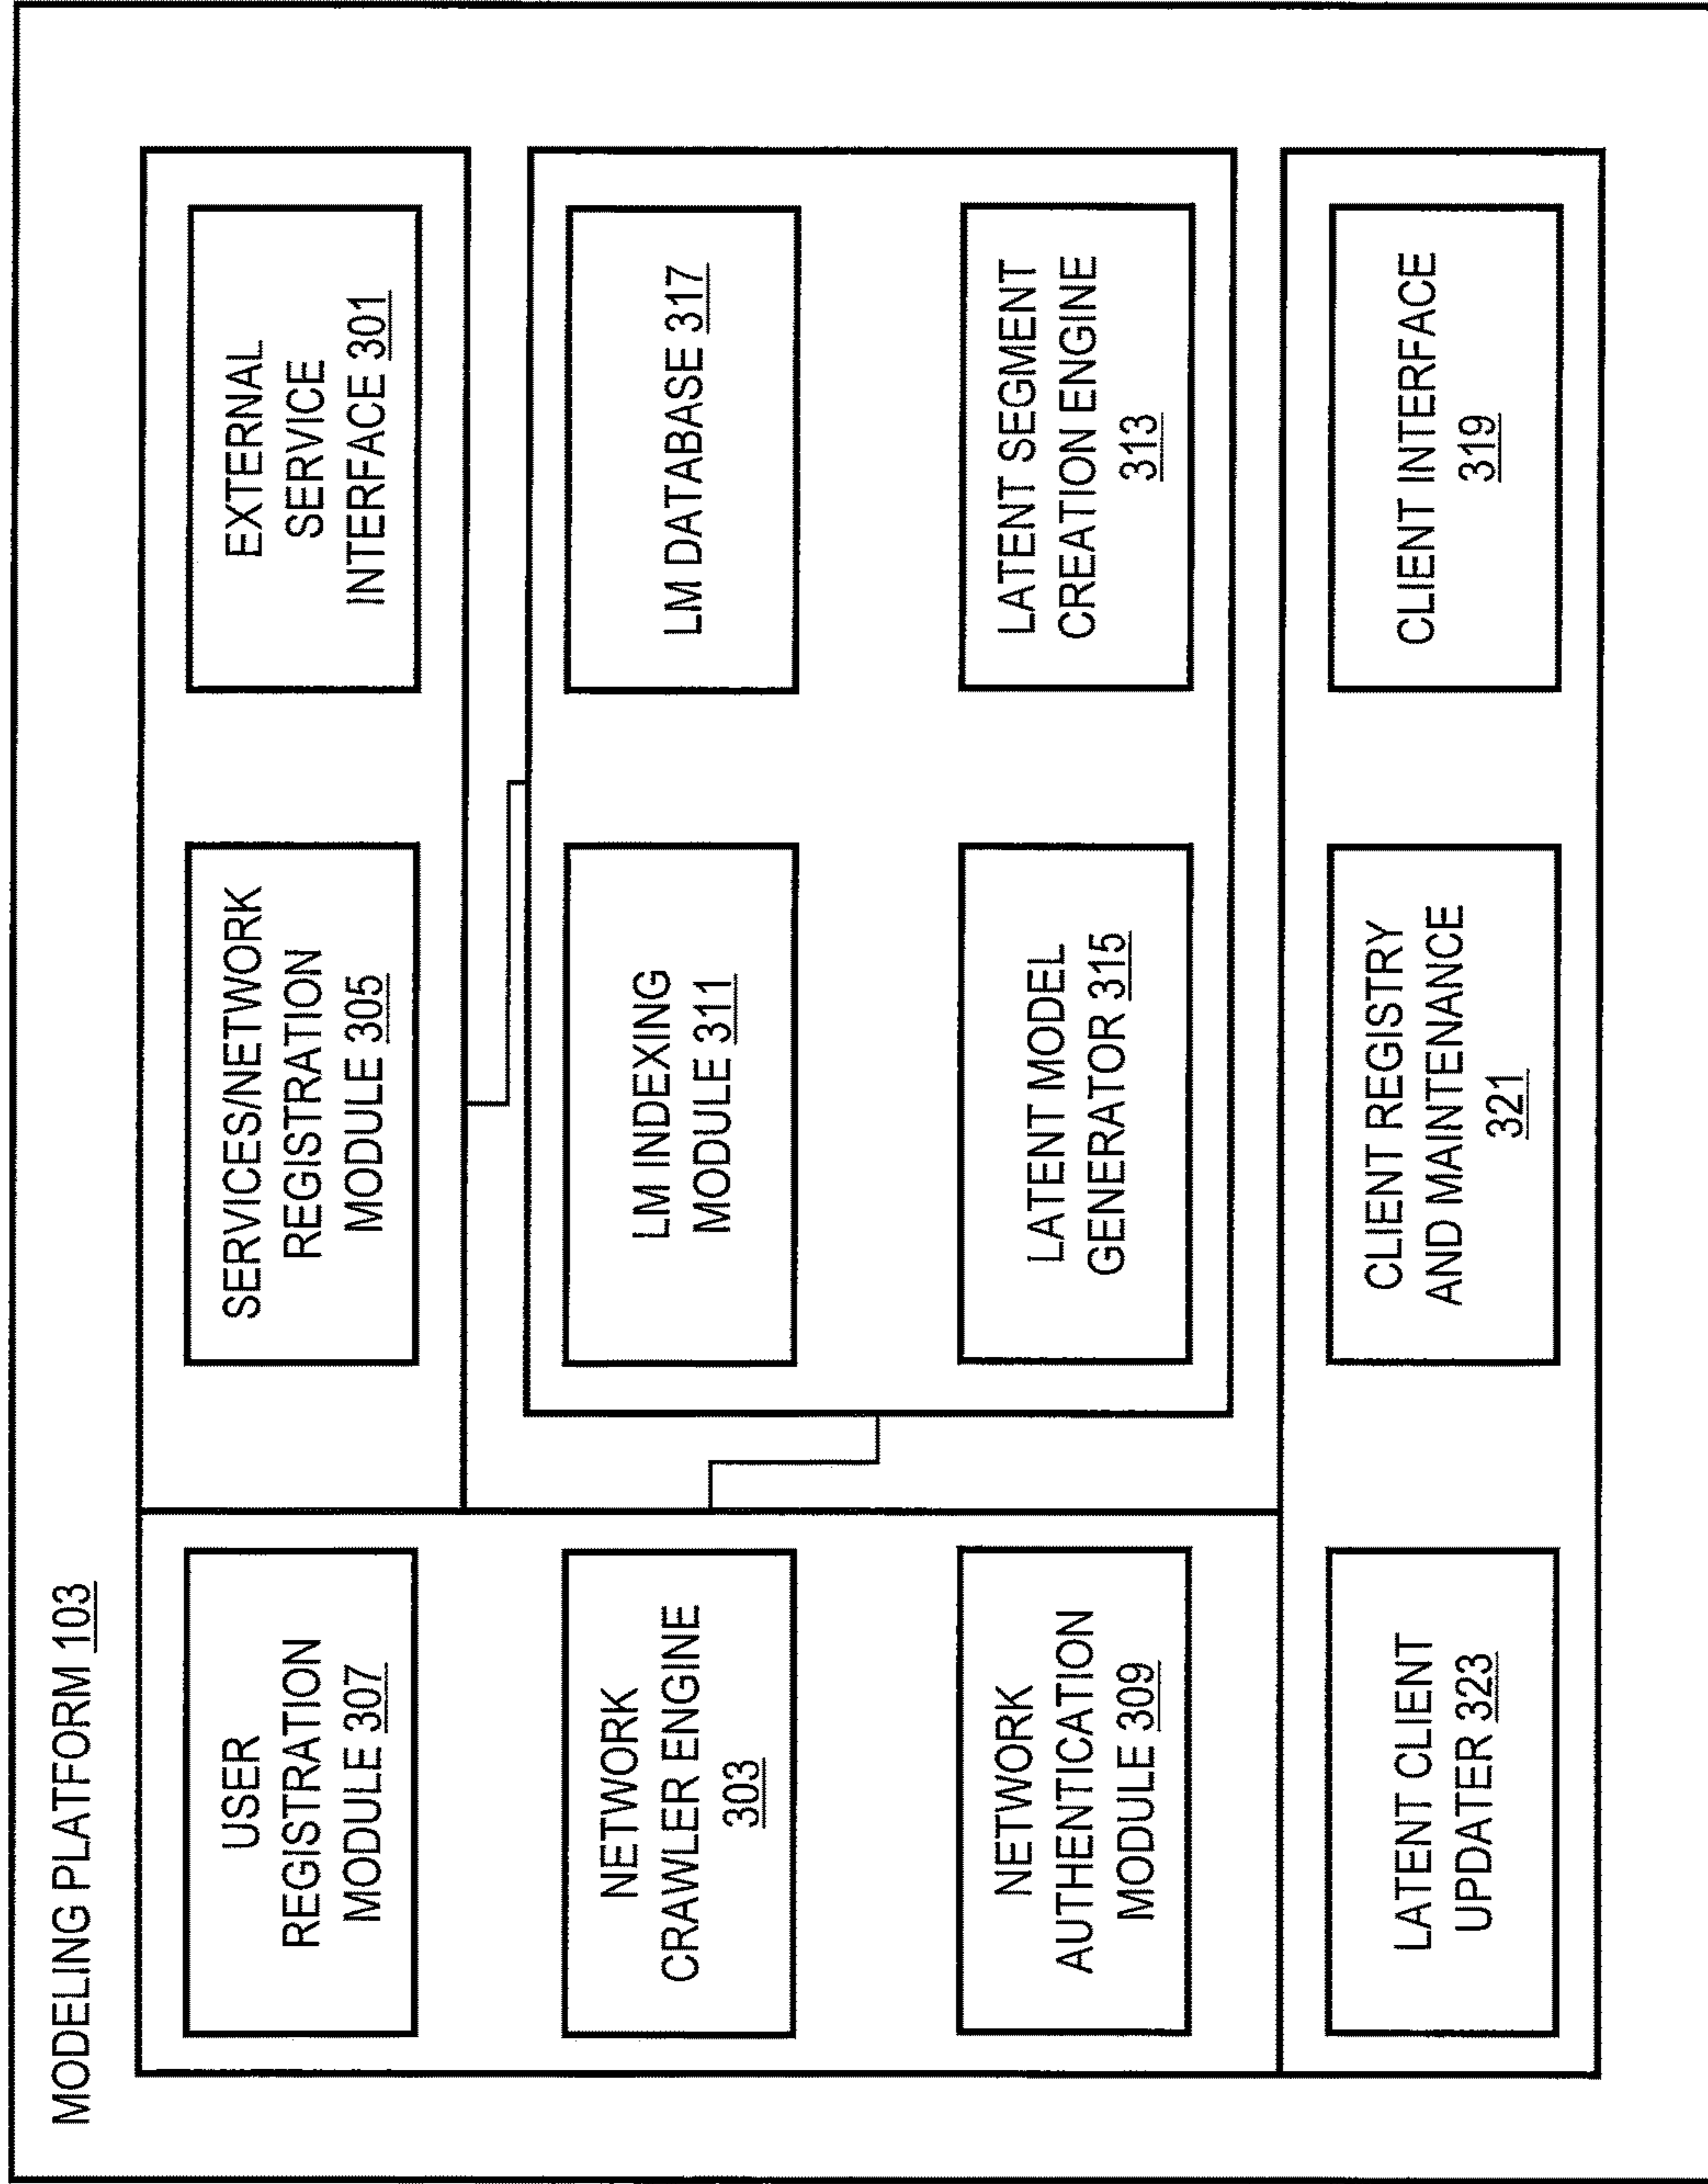 MODELING PLATFORM 103
USER
REGISTRATION
MODULE 307
SERVICES/NETWORK
REGISTRATION
MODULE 305
EXTERNAL
SERVICE
INTERFACE 301
NETWORK
CRAWLER ENGINE
303
LM INDEXING
MODULE 311
LM DATABASE 317
NETWORK
AUTHENTICATION
MODULE 309
LATENT MODEL
GENERATOR 315
LATENT SEGMENT
CREATION ENGINE
313
LATENT CLIENT
UPDATER 323
CLIENT REGISTRY
AND MAINTENANCE
321
CLIENT INTERFACE
319